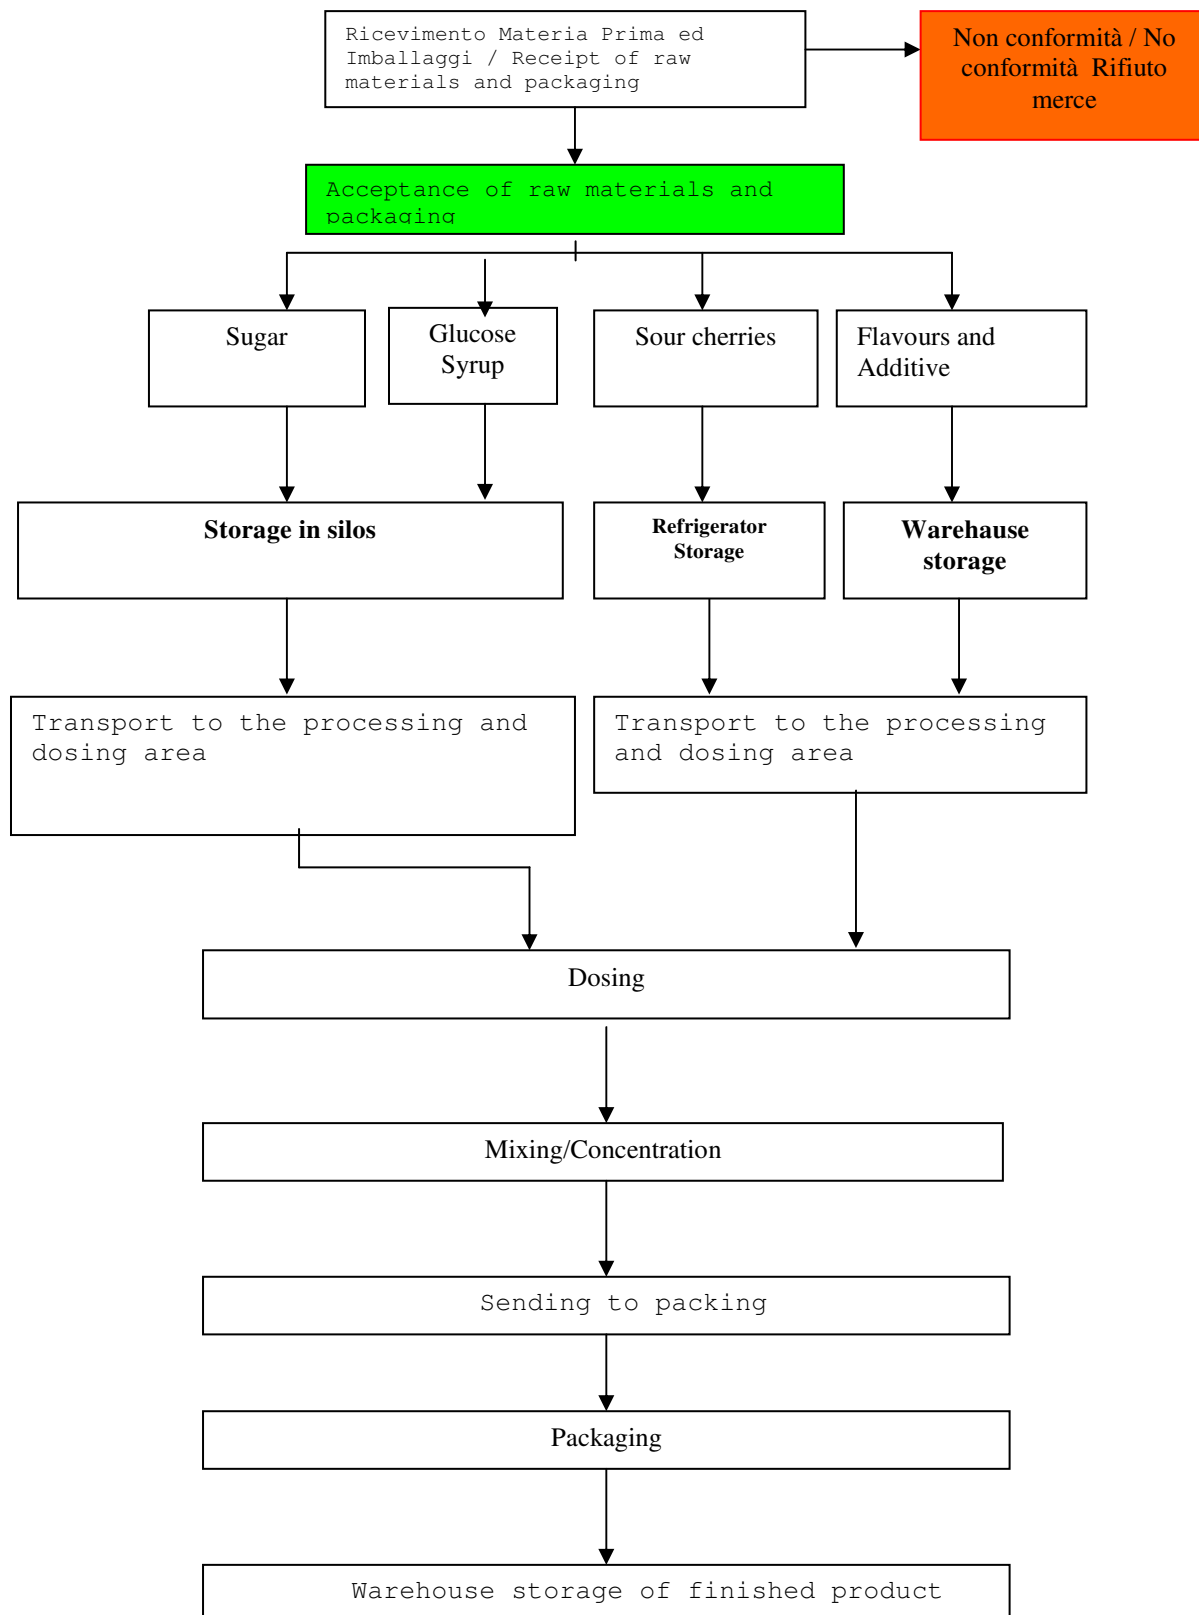 Ricevimento Materia Prima ed
Imballaggi / Receipt of raw
materials and packaging
Non conformità / No
conformità Rifiuto
merce
Acceptance of raw materials and
packaging
Sugar
Glucose
Syrup
Sour cherries
Flavours and
Additive
Storage in silos
Refrigerator
Storage
Warehause
storage
Transport to the processing and
dosing area
Transport to the processing
and dosing area
Dosing
Mixing/Concentration
Sending to packing
Packaging
Warehouse storage of finished product